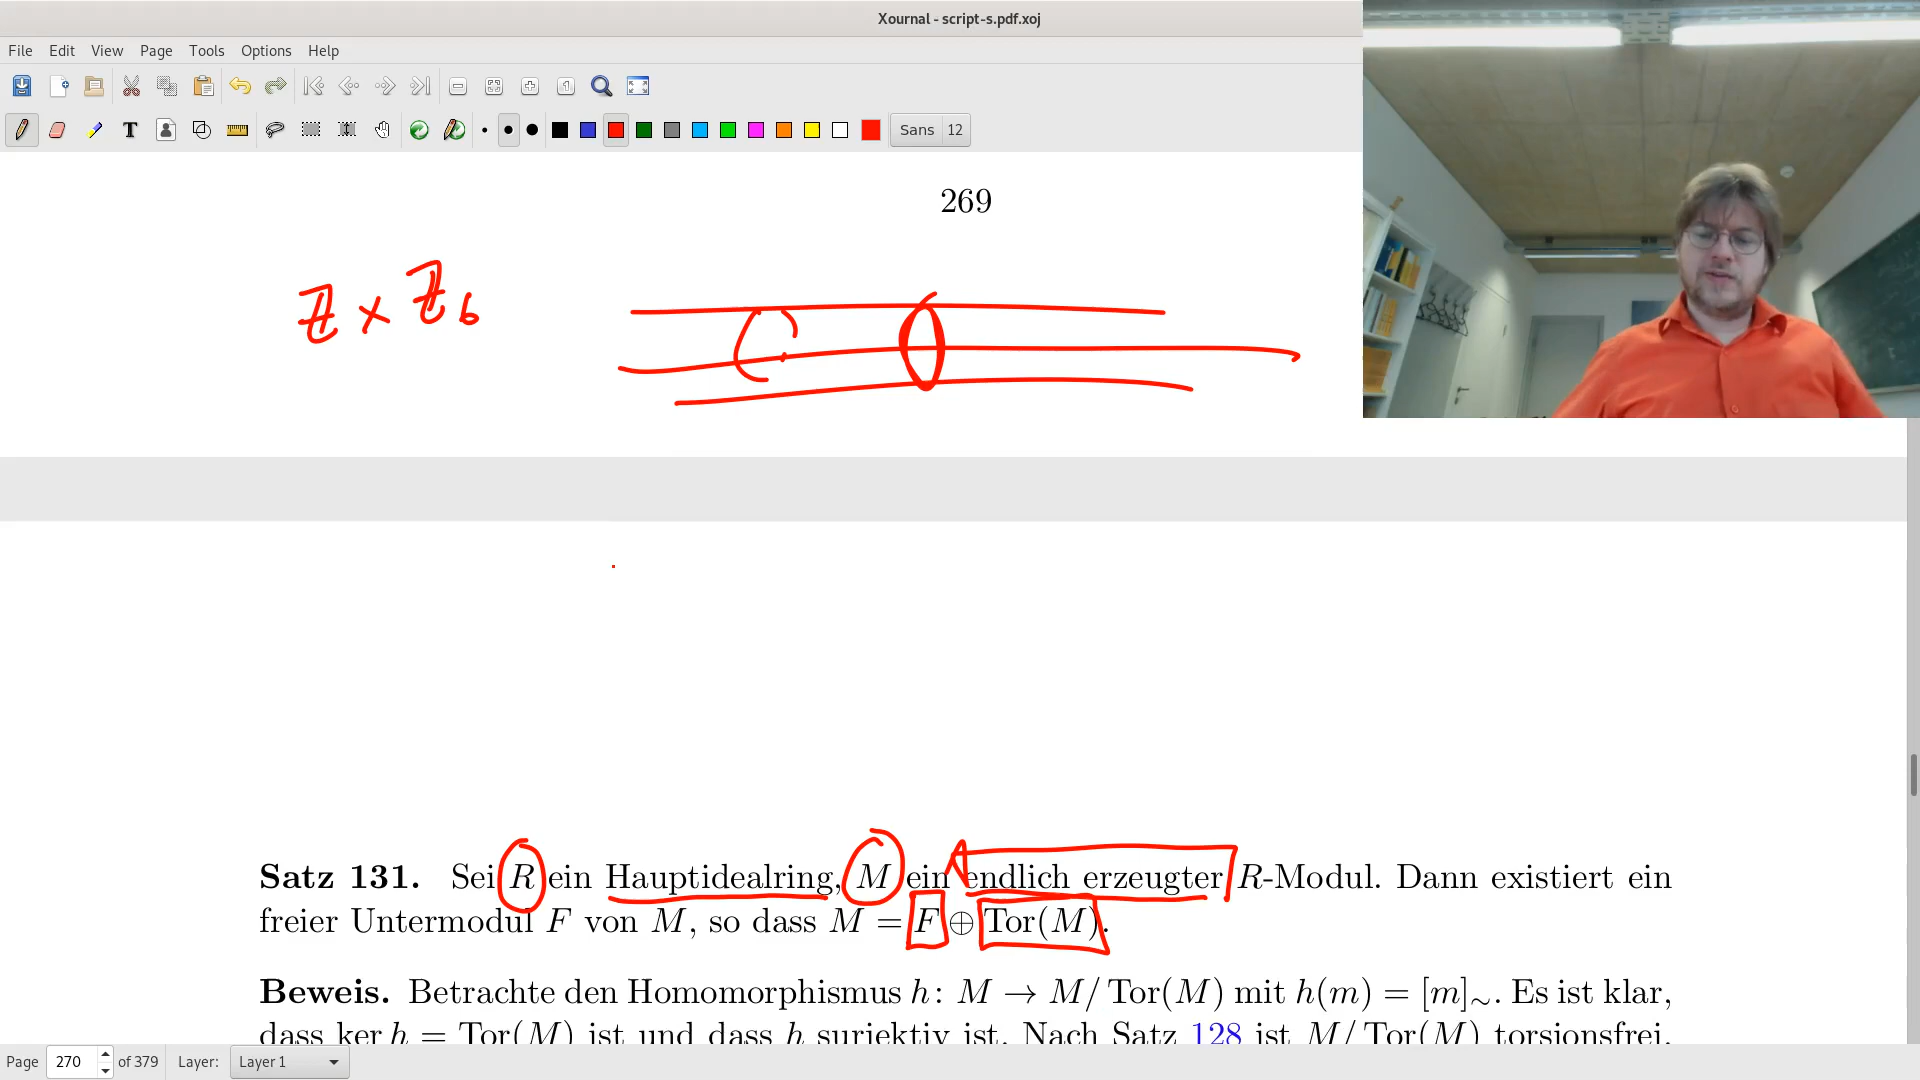 Xournal - script-s.pdf.xoj
File Edit View Page Tools Options Help
T Sans 12
269
ℤ × ℤ₆
Satz 131. Sei R ein Hauptidealring, M ein endlich erzeugter R-Modul. Dann existiert ein
freier Untermodul F von M, so dass M = F ⊕ Tor(M).
Beweis. Betrachte den Homomorphismus h: M → M/ Tor(M) mit h(m) = [m]∼. Es ist klar,
dass ker h = Tor(M) ist und dass h surjektiv ist. Nach Satz 128 ist M/ Tor(M) torsionsfrei.
Page 270 of 379 Layer: Layer 1